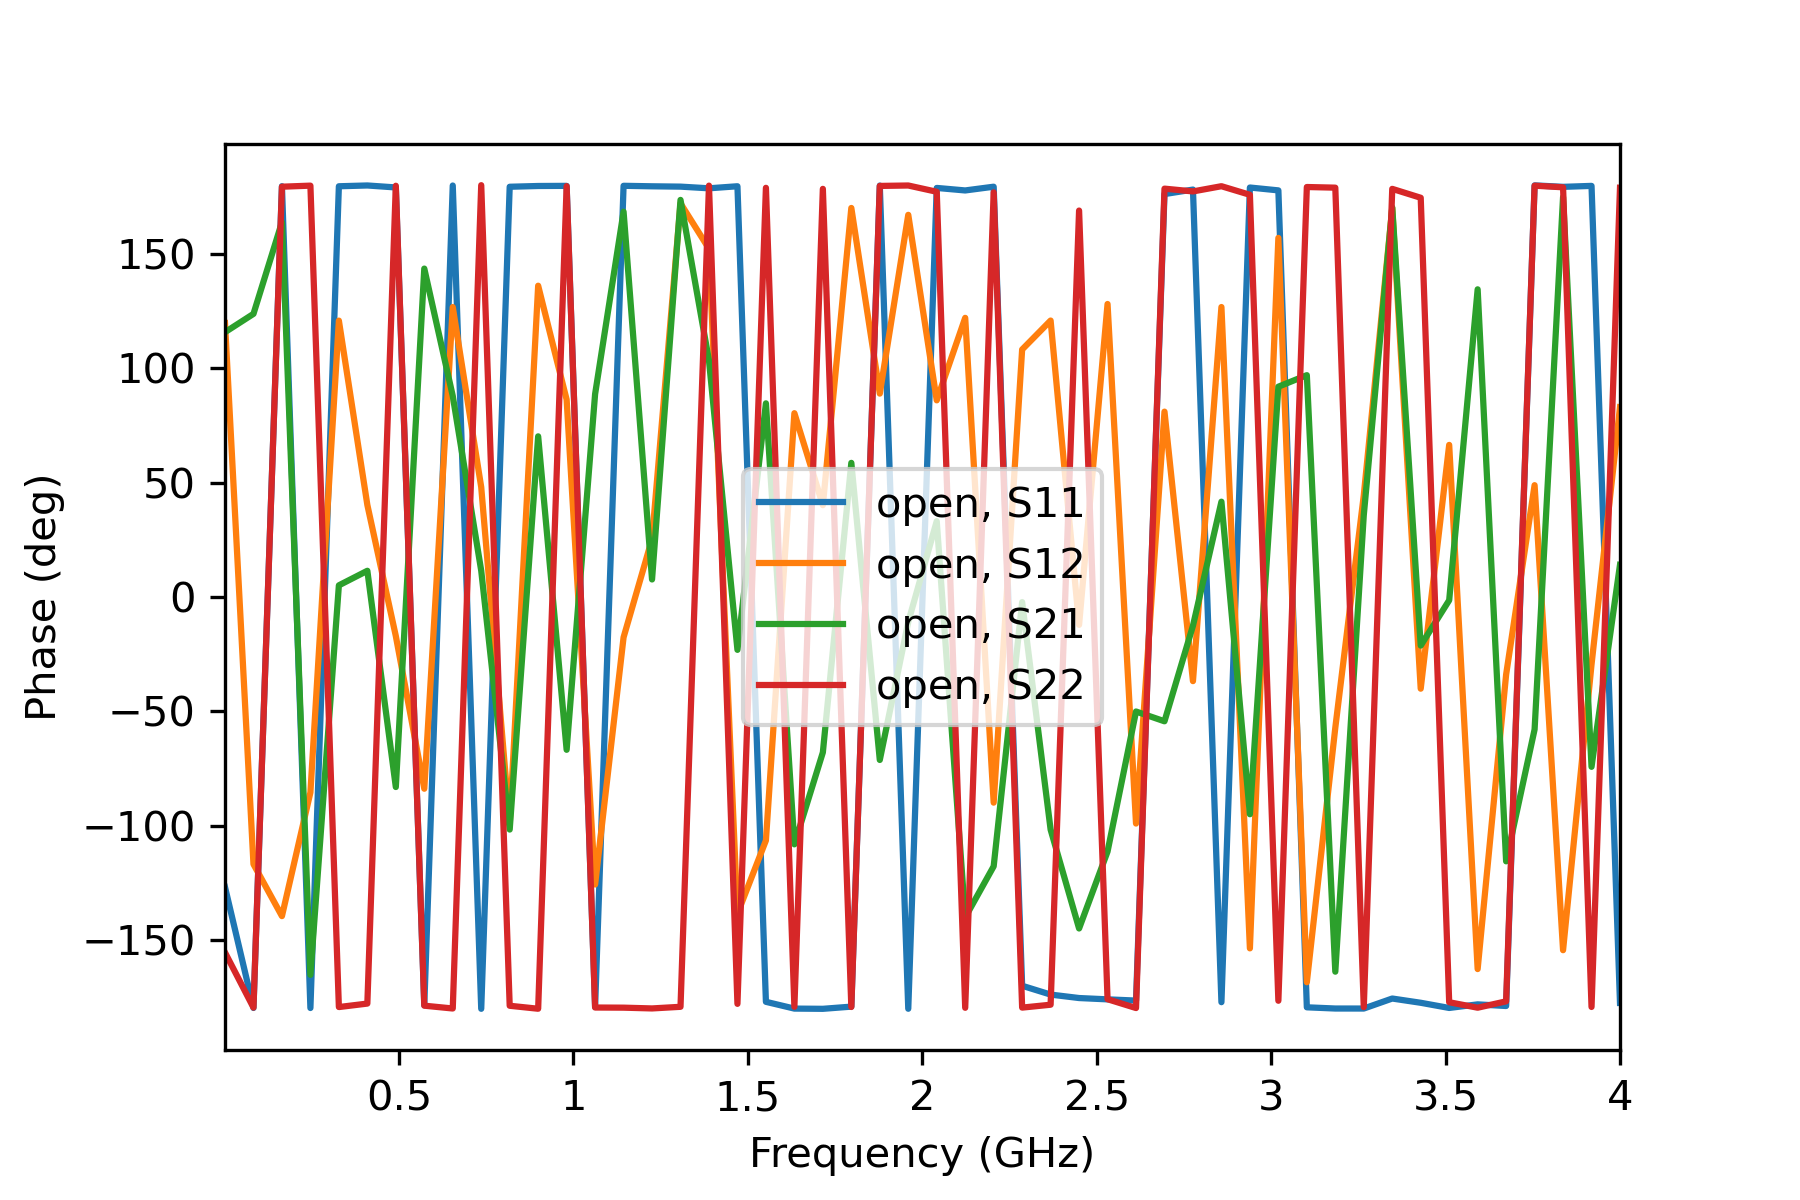 150
100
50
0
−50
−100
−150
Phase (deg)
open, S11
open, S12
open, S21
open, S22
0.5 1 1.5 2 2.5 3 3.5 4
Frequency (GHz)